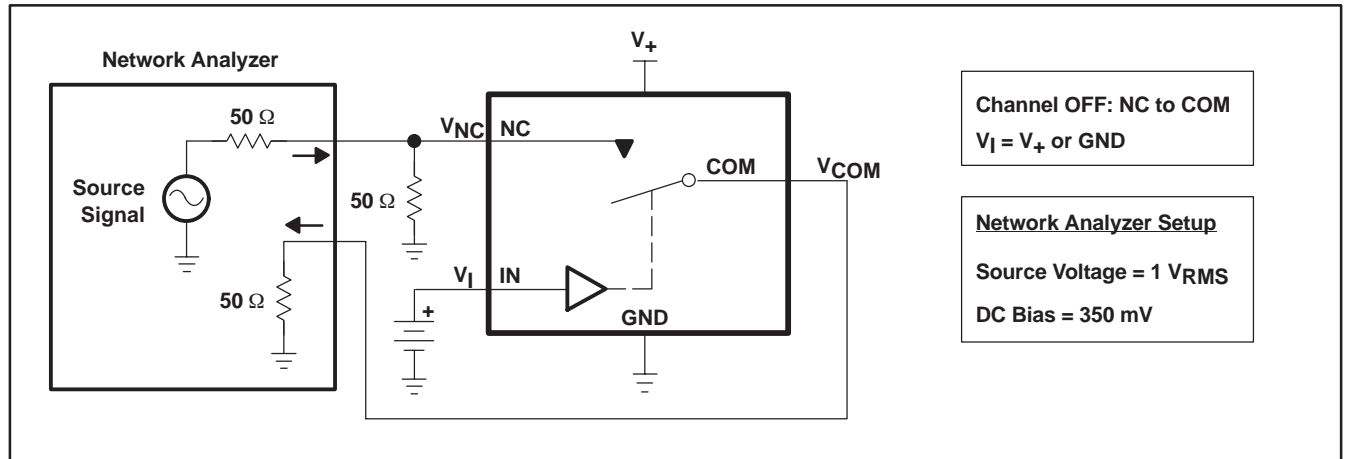 Network Analyzer
50 Ω
Source
Signal
50 Ω
50 Ω
V+
VNC NC
COM VCOM
VI IN
+
GND
Channel OFF: NC to COM
VI = V+ or GND
Network Analyzer Setup
Source Voltage = 1 VRMS
DC Bias = 350 mV